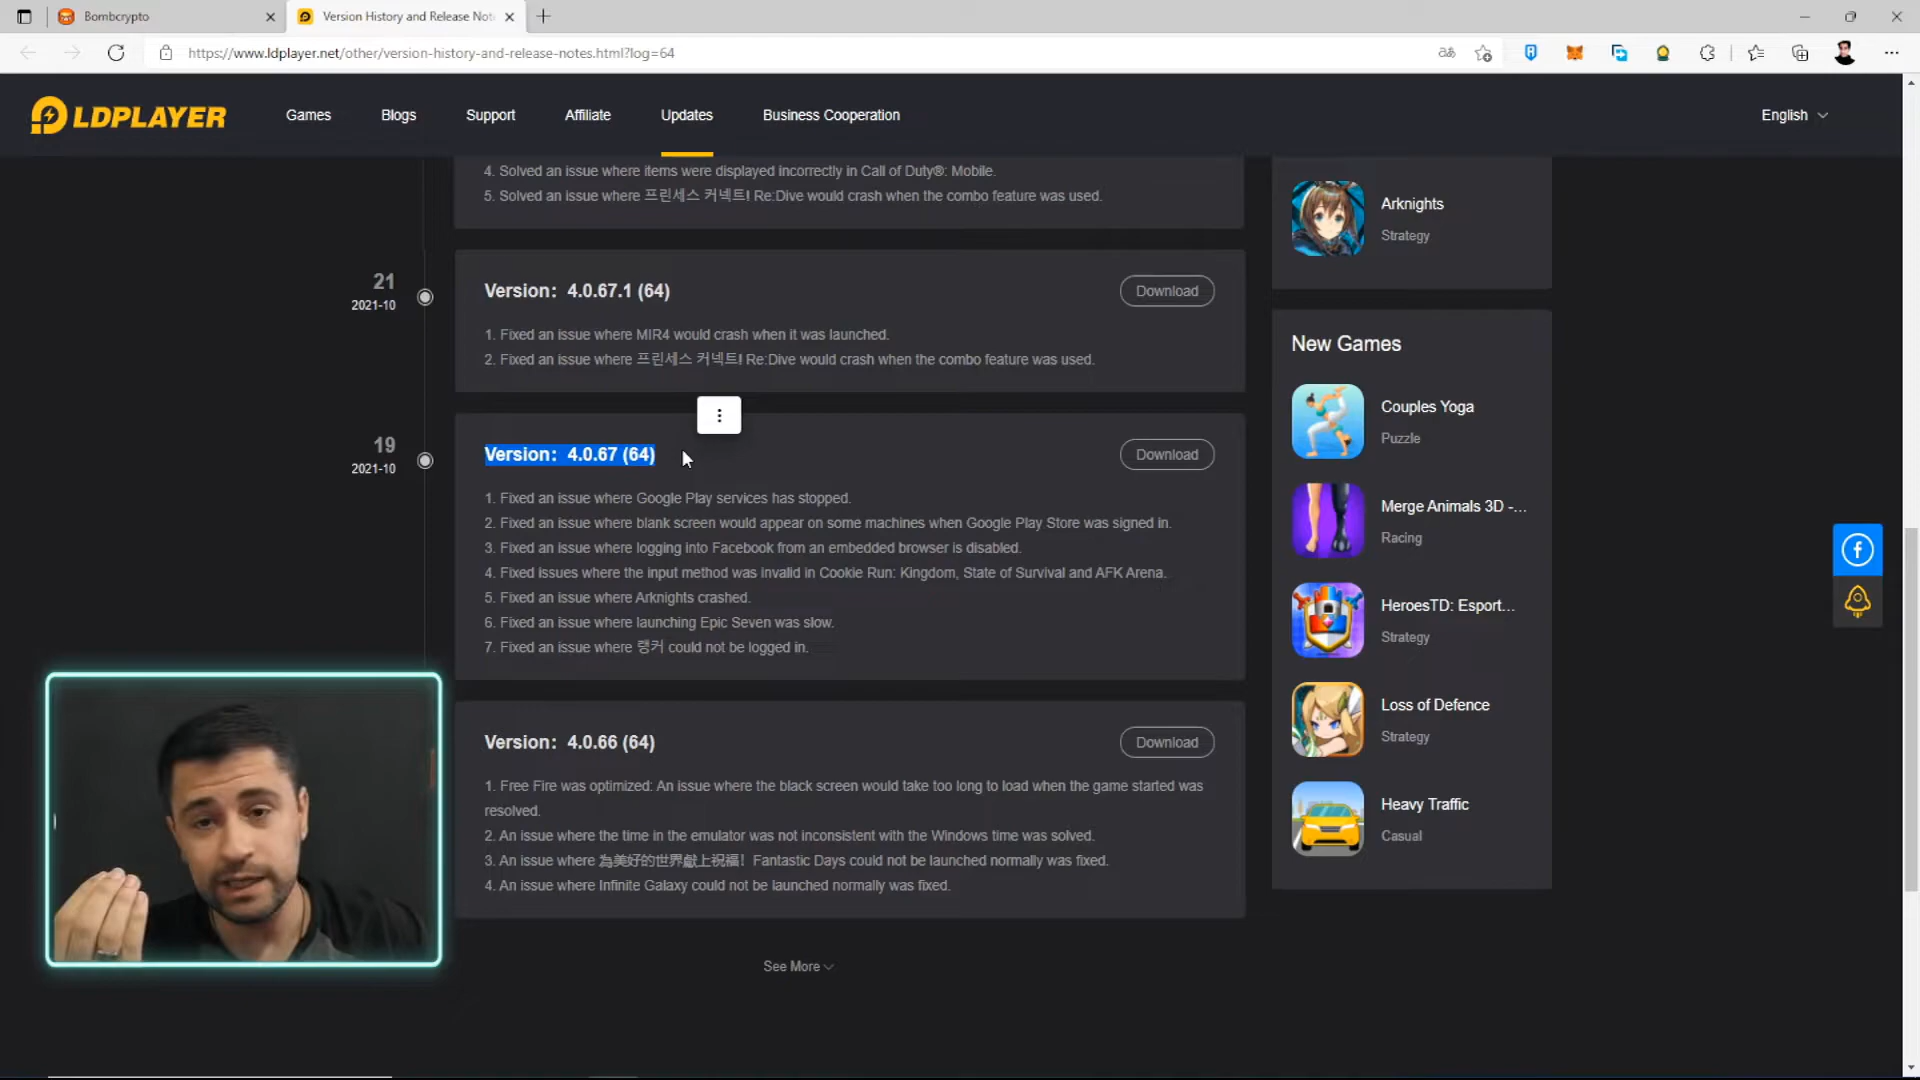 Bombcrypto
Version History and Release Not
https://www.ldplayer.net/other/version-history-and-release-notes.html?log=64
LDPLAYER
Games
Blogs
Support
Affiliate
Updates
Business Cooperation
English
4. Solved an issue where items were displayed incorrectly in Call of Duty®: Mobile.
5. Solved an issue where 프린세스 커넥트! Re:Dive would crash when the combo feature was used.
Arknights
Strategy
21
2021-10
Version: 4.0.67.1 (64)
Download
1. Fixed an issue where MIR4 would crash when it was launched.
2. Fixed an issue where 프린세스 커넥트! Re:Dive would crash when the combo feature was used.
19
2021-10
Version: 4.0.67 (64)
Download
1. Fixed an issue where Google Play services has stopped.
2. Fixed an issue where blank screen would appear on some machines when Google Play Store was signed in.
3. Fixed an issue where logging into Facebook from an embedded browser is disabled.
4. Fixed issues where the input method was invalid in Cookie Run: Kingdom, State of Survival and AFK Arena.
5. Fixed an issue where Arknights crashed.
6. Fixed an issue where launching Epic Seven was slow.
7. Fixed an issue where 랭커 could not be logged in.
Version: 4.0.66 (64)
Download
1. Free Fire was optimized: An issue where the black screen would take too long to load when the game started was
resolved.
2. An issue where the time in the emulator was not inconsistent with the Windows time was solved.
3. An issue where 為美好的世界獻上祝福！Fantastic Days could not be launched normally was fixed.
4. An issue where Infinite Galaxy could not be launched normally was fixed.
See More
New Games
Couples Yoga
Puzzle
Merge Animals 3D -...
Racing
HeroesTD: Esport...
Strategy
Loss of Defence
Strategy
Heavy Traffic
Casual